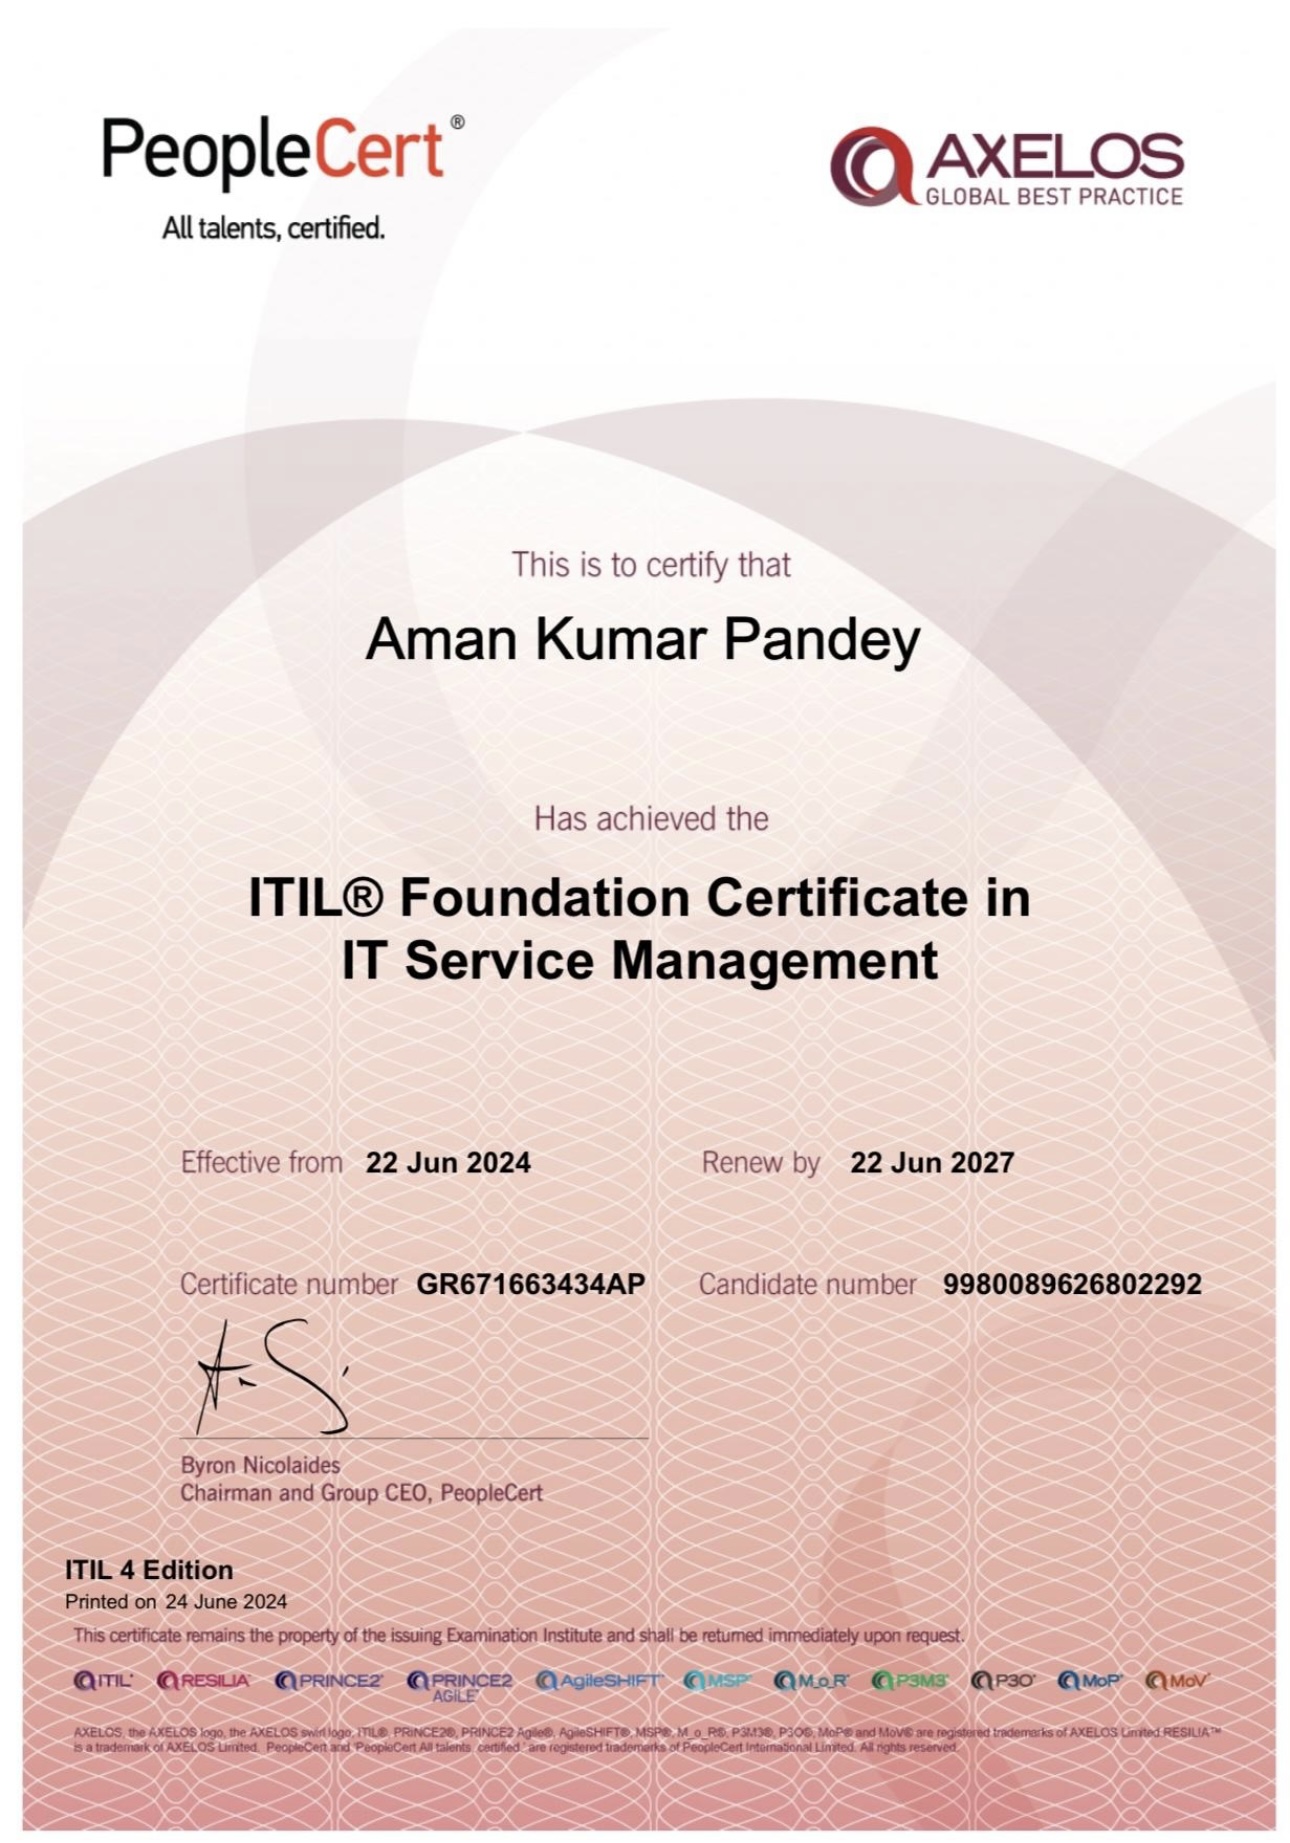 PeopleCert®
All talents, certified.
AXELOS
GLOBAL BEST PRACTICE
This is to certify that
Aman Kumar Pandey
Has achieved the
ITIL® Foundation Certificate in
IT Service Management
Effective from 22 Jun 2024
Renew by 22 Jun 2027
Certificate number GR671663434AP
Candidate number 9980089626802292
Byron Nicolaides
Chairman and Group CEO, PeopleCert
ITIL 4 Edition
Printed on 24 June 2024
This certificate remains the property of the issuing Examination Institute and shall be returned immediately upon request.
ITIL® RESILIA™ PRINCE2® PRINCE2 AGILE® AgileSHIFT® MSP® M_o_R® P3M3® P3O® MoP® MoV®
AXELOS, the AXELOS logo, the AXELOS swirl logo, ITIL®, PRINCE2®, PRINCE2 Agile®, AgileSHIFT®, MSP®, M_o_R®, P3M3®, P3O®, MoP® and MoV® are registered trademarks of AXELOS Limited RESILIA™
is a trademark of AXELOS Limited. PeopleCert and "PeopleCert All talents, certified." are registered trademarks of PeopleCert International Limited. All rights reserved.